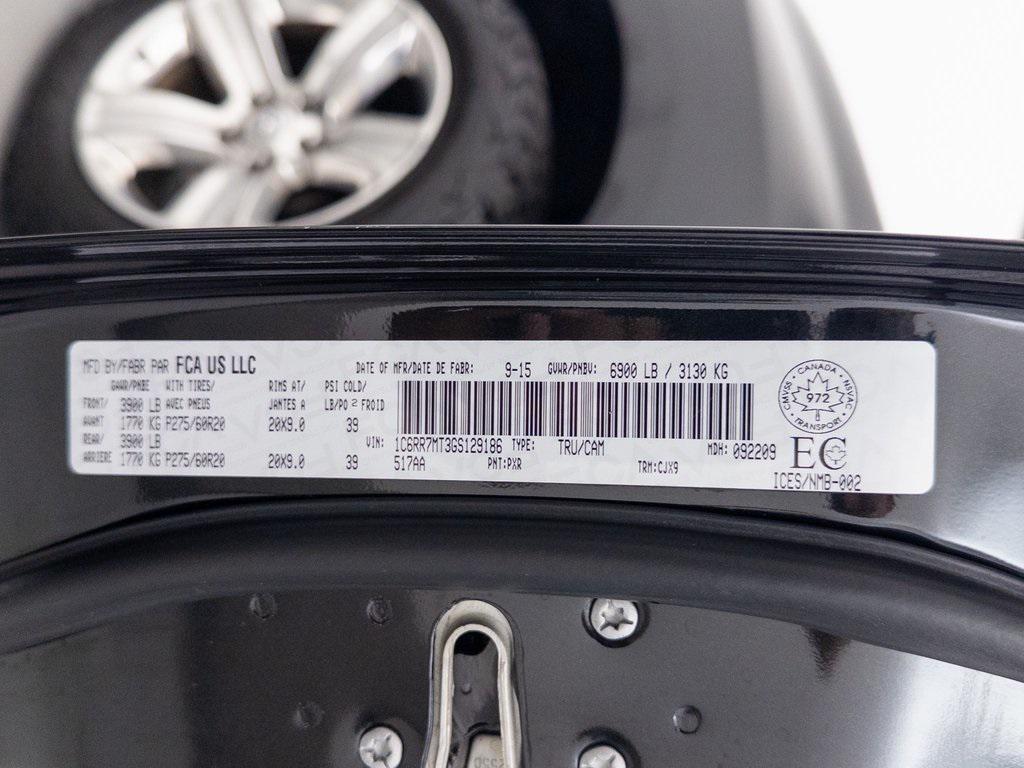 MFD BY/FABR PAR FCA US LLC DATE OF MFR/DATE DE FABR: 9-15 GVWR/PNBV: 6900 LB / 3130 KG
GAWR/PNBE WITH TIRES/ RIMS AT/ PSI COLD/
FRONT/ 3900 LB AVEC PNEUS JANTES A LB/PO 2 FROID
AVANT 1770 KG P275/60R20 20X9.0 39
REAR/ 3900 LB VIN: 1C6RR7MT3GS129186 TYPE: TRU/CAM MDH: 092209
ARRIERE 1770 KG P275/60R20 20X9.0 39 517AA PNT:PXR TRM:CJX9
CANADA
CMVSS 972 NSVAC
TRANSPORT
EC
ICES/NMB-002